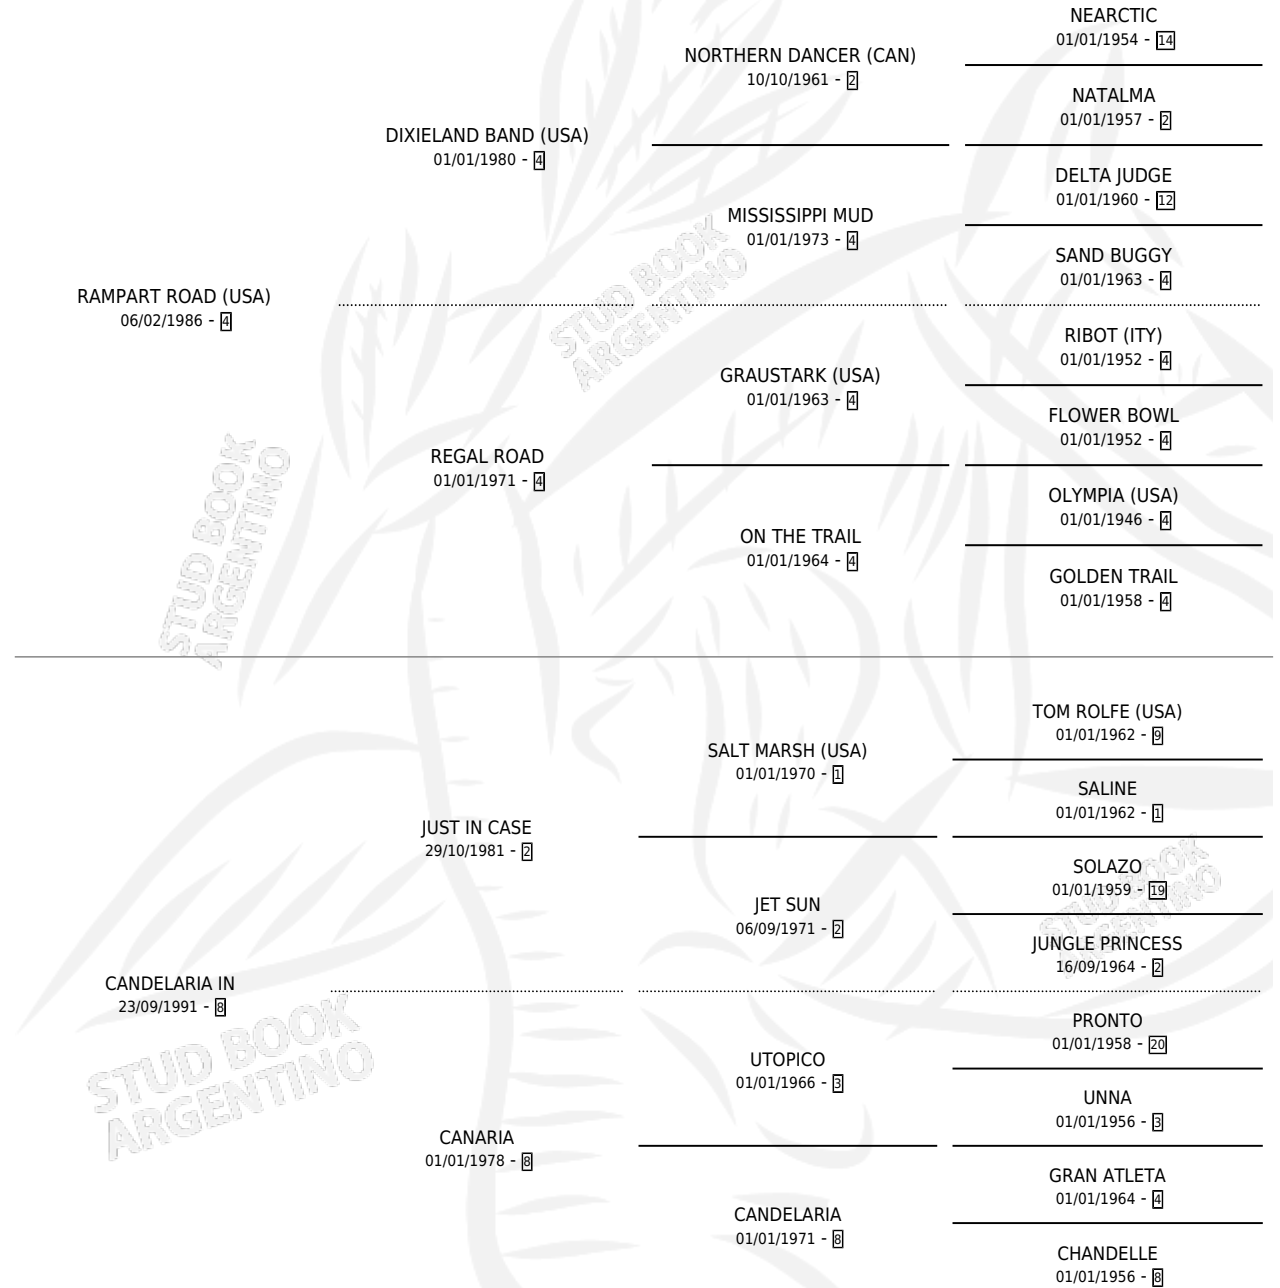 NEARCTIC
01/01/1954 - 14
NORTHERN DANCER (CAN)
10/10/1961 - 2
NATALMA
01/01/1957 - 2
DIXIELAND BAND (USA)
01/01/1980 - 4
DELTA JUDGE
01/01/1960 - 12
MISSISSIPPI MUD
01/01/1973 - 4
SAND BUGGY
01/01/1963 - 4
RAMPART ROAD (USA)
06/02/1986 - 4
STUD BOOK
ARGENTINO
RIBOT (ITY)
01/01/1952 - 4
GRAUSTARK (USA)
01/01/1963 - 4
FLOWER BOWL
01/01/1952 - 4
REGAL ROAD
01/01/1971 - 4
OLYMPIA (USA)
01/01/1946 - 4
ON THE TRAIL
01/01/1964 - 4
GOLDEN TRAIL
01/01/1958 - 4
STUD BOOK
ARGENTINO
TOM ROLFE (USA)
01/01/1962 - 9
SALT MARSH (USA)
01/01/1970 - 1
SALINE
01/01/1962 - 1
JUST IN CASE
29/10/1981 - 2
SOLAZO
01/01/1959 - 19
JET SUN
06/09/1971 - 2
JUNGLE PRINCESS
16/09/1964 - 2
STUD BOOK
ARGENTINO
CANDELARIA IN
23/09/1991 - 8
PRONTO
01/01/1958 - 20
UTOPICO
01/01/1966 - 3
UNNA
01/01/1956 - 3
STUD BOOK
ARGENTINO
CANARIA
01/01/1978 - 8
GRAN ATLETA
01/01/1964 - 4
CANDELARIA
01/01/1971 - 8
CHANDELLE
01/01/1956 - 8